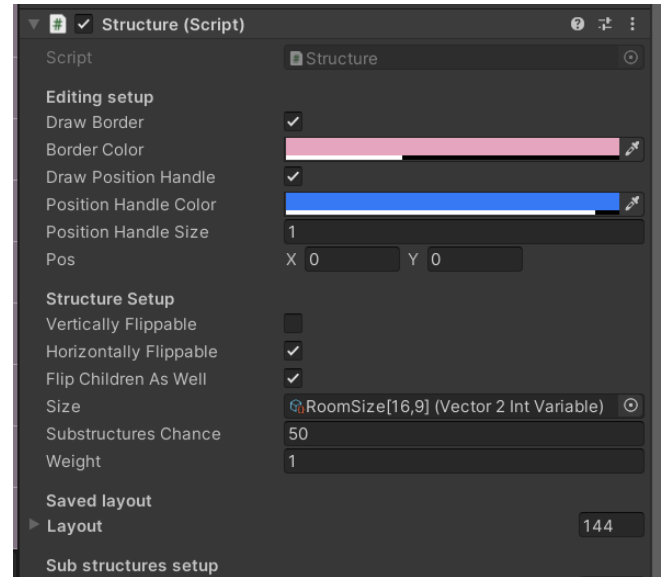 Structure (Script)
Script Structure
Editing setup
Draw Border
Border Color
Draw Position Handle
Position Handle Color
Position Handle Size 1
Pos X 0 Y 0
Structure Setup
Vertically Flippable
Horizontally Flippable
Flip Children As Well
Size RoomSize[16,9] (Vector 2 Int Variable)
Substructures Chance 50
Weight 1
Saved layout
Layout 144
Sub structures setup